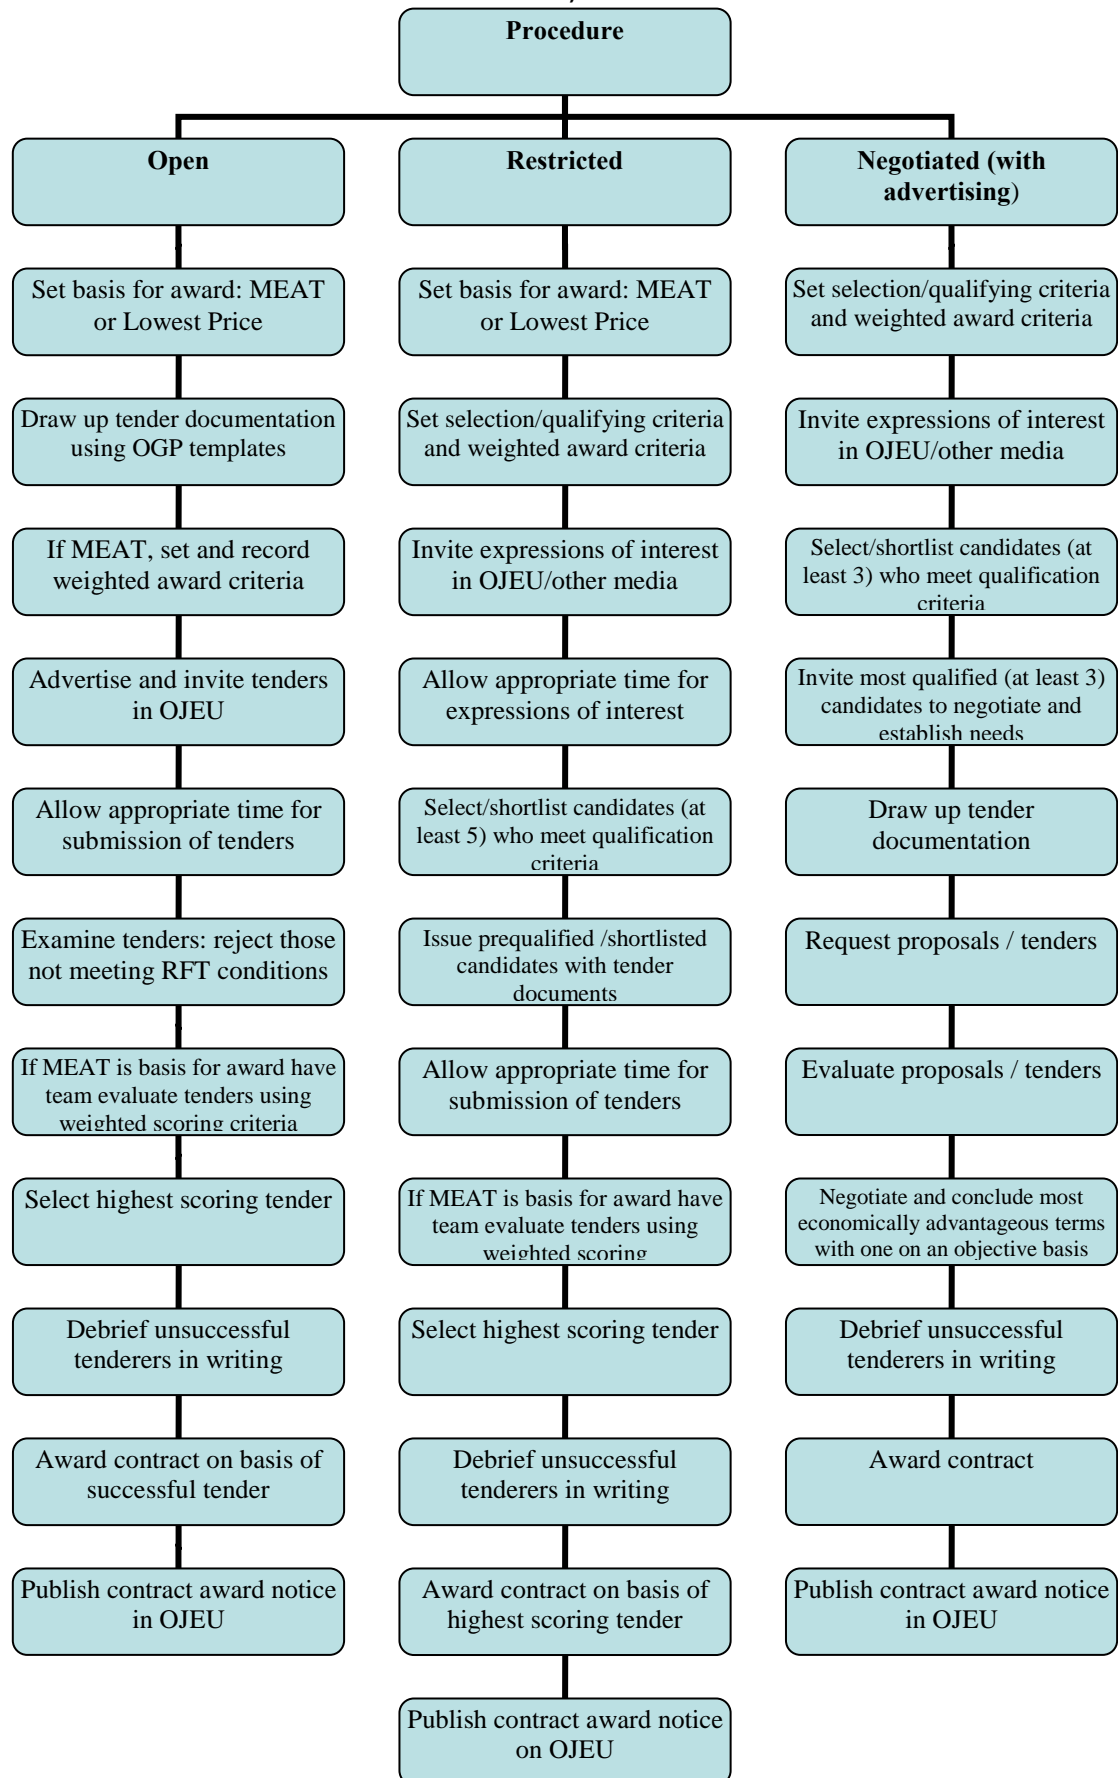 Procedure
Open
Set basis for award: MEAT
or Lowest Price
Draw up tender documentation
using OGP templates
If MEAT, set and record
weighted award criteria
Advertise and invite tenders
in OJEU
Allow appropriate time for
submission of tenders
Examine tenders: reject those
not meeting RFT conditions
If MEAT is basis for award have
team evaluate tenders using
weighted scoring criteria
Select highest scoring tender
Debrief unsuccessful
tenderers in writing
Award contract on basis of
successful tender
Publish contract award notice
in OJEU
Restricted
Set basis for award: MEAT
or Lowest Price
Set selection/qualifying criteria
and weighted award criteria
Invite expressions of interest
in OJEU/other media
Allow appropriate time for
expressions of interest
Select/shortlist candidates (at
least 5) who meet qualification
criteria
Issue prequalified /shortlisted
candidates with tender
documents
Allow appropriate time for
submission of tenders
If MEAT is basis for award have
team evaluate tenders using
weighted scoring
Select highest scoring tender
Debrief unsuccessful
tenderers in writing
Award contract on basis of
highest scoring tender
Publish contract award notice
on OJEU
Negotiated (with
advertising)
Set selection/qualifying criteria
and weighted award criteria
Invite expressions of interest
in OJEU/other media
Select/shortlist candidates (at
least 3) who meet qualification
criteria
Invite most qualified (at least 3)
candidates to negotiate and
establish needs
Draw up tender
documentation
Request proposals / tenders
Evaluate proposals / tenders
Negotiate and conclude most
economically advantageous terms
with one on an objective basis
Debrief unsuccessful
tenderers in writing
Award contract
Publish contract award notice
in OJEU